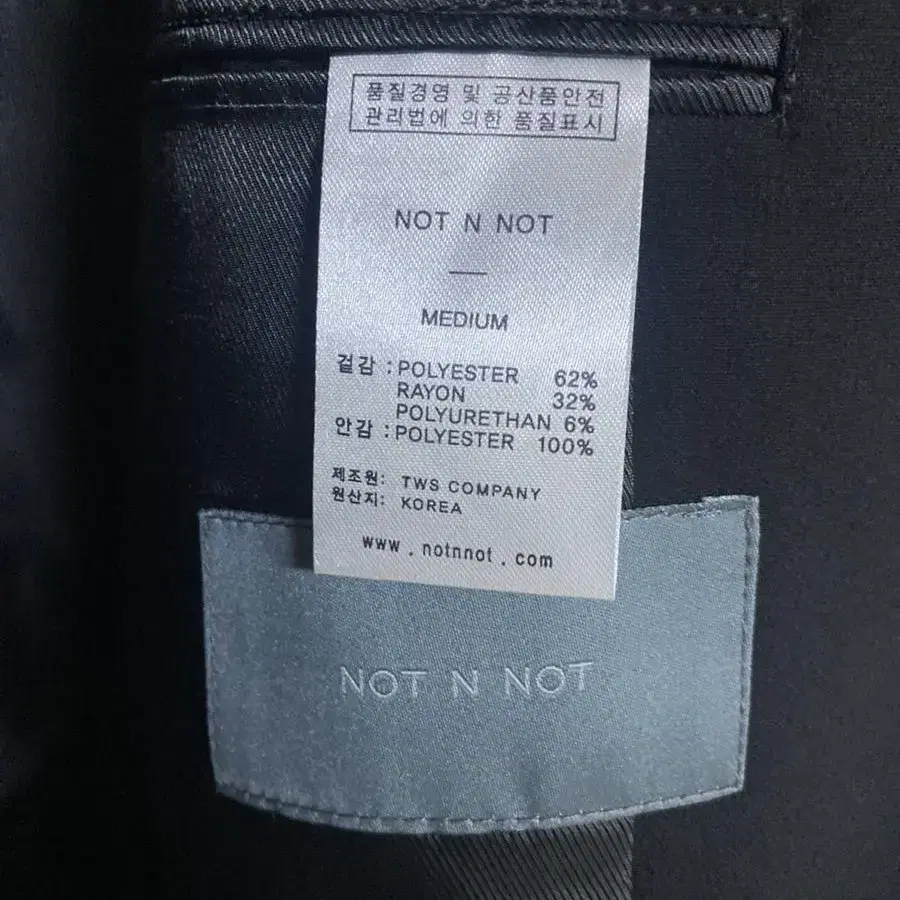 품질경영 및 공산품안전
관리법에 의한 품질표시
NOT N NOT
MEDIUM
겉감 : POLYESTER 62%
RAYON 32%
POLYURETHAN 6%
안감 : POLYESTER 100%
제조원: TWS COMPANY
원산지: KOREA
www . notnnot . com
NOT N NOT